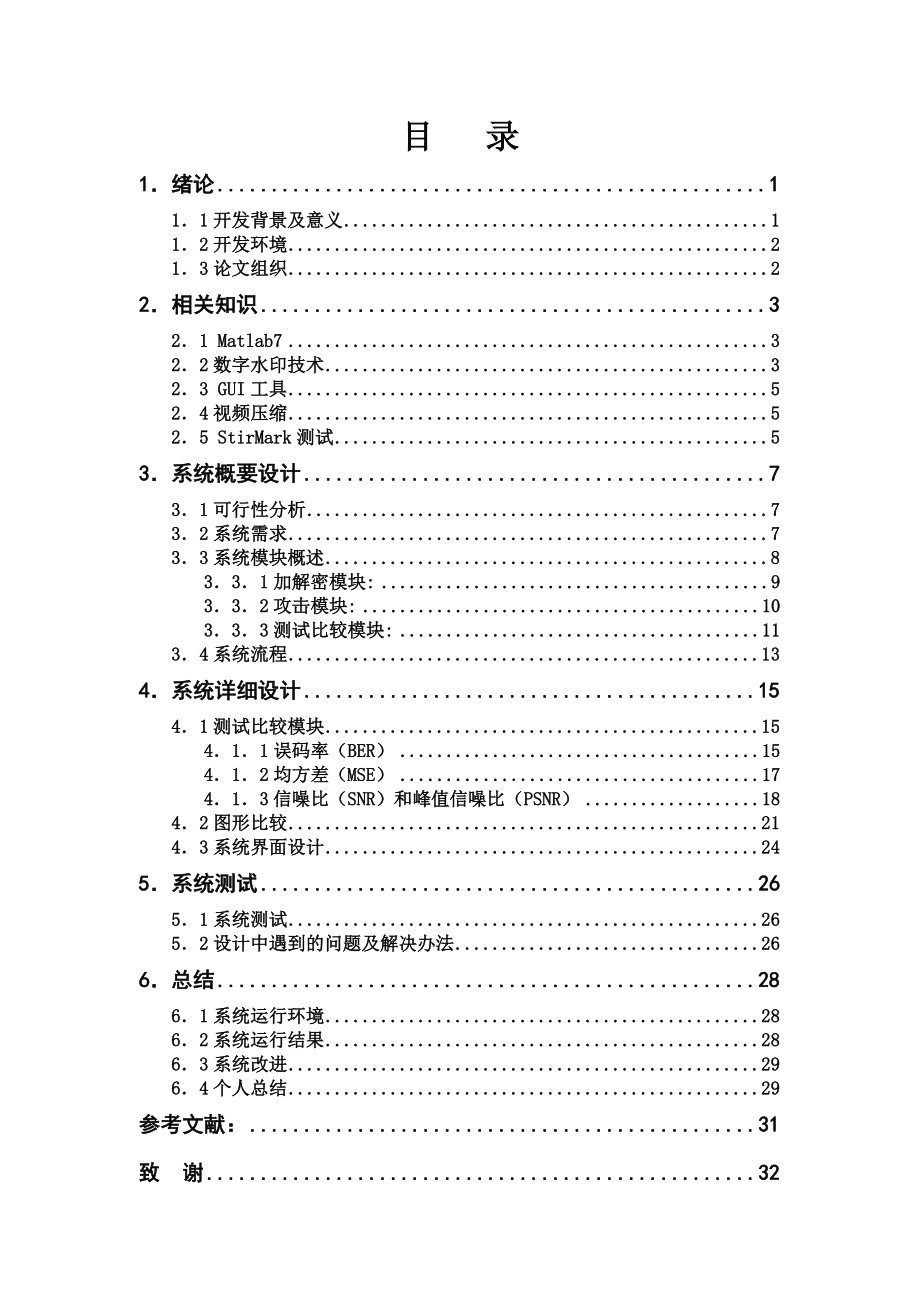 目 录
1. 绪论..................................................1
1. 1开发背景及意义..............................................1
1. 2开发环境....................................................2
1. 3论文组织....................................................2
2. 相关知识..............................................3
2. 1 Matlab7....................................................3
2. 2数字水印技术................................................3
2. 3 GUI工具....................................................5
2. 4视频压缩....................................................5
2. 5 StirMark测试...............................................5
3. 系统概要设计..........................................7
3. 1可行性分析..................................................7
3. 2系统需求....................................................7
3. 3系统模块概述................................................8
3. 3. 1加解密模块:..........................................9
3. 3. 2攻击模块:...........................................10
3. 3. 3测试比较模块:.......................................11
3. 4系统流程...................................................13
4. 系统详细设计.........................................15
4. 1测试比较模块...............................................15
4. 1. 1误码率（BER）.......................................15
4. 1. 2均方差（MSE）.......................................17
4. 1. 3信噪比（SNR）和峰值信噪比（PSNR）...................18
4. 2图形比较...................................................21
4. 3系统界面设计...............................................24
5. 系统测试.............................................26
5. 1系统测试...................................................26
5. 2设计中遇到的问题及解决办法.................................26
6. 总结.................................................28
6. 1系统运行环境...............................................28
6. 2系统运行结果...............................................28
6. 3系统改进...................................................29
6. 4个人总结...................................................29
参考文献：..............................................31
致 谢..................................................32